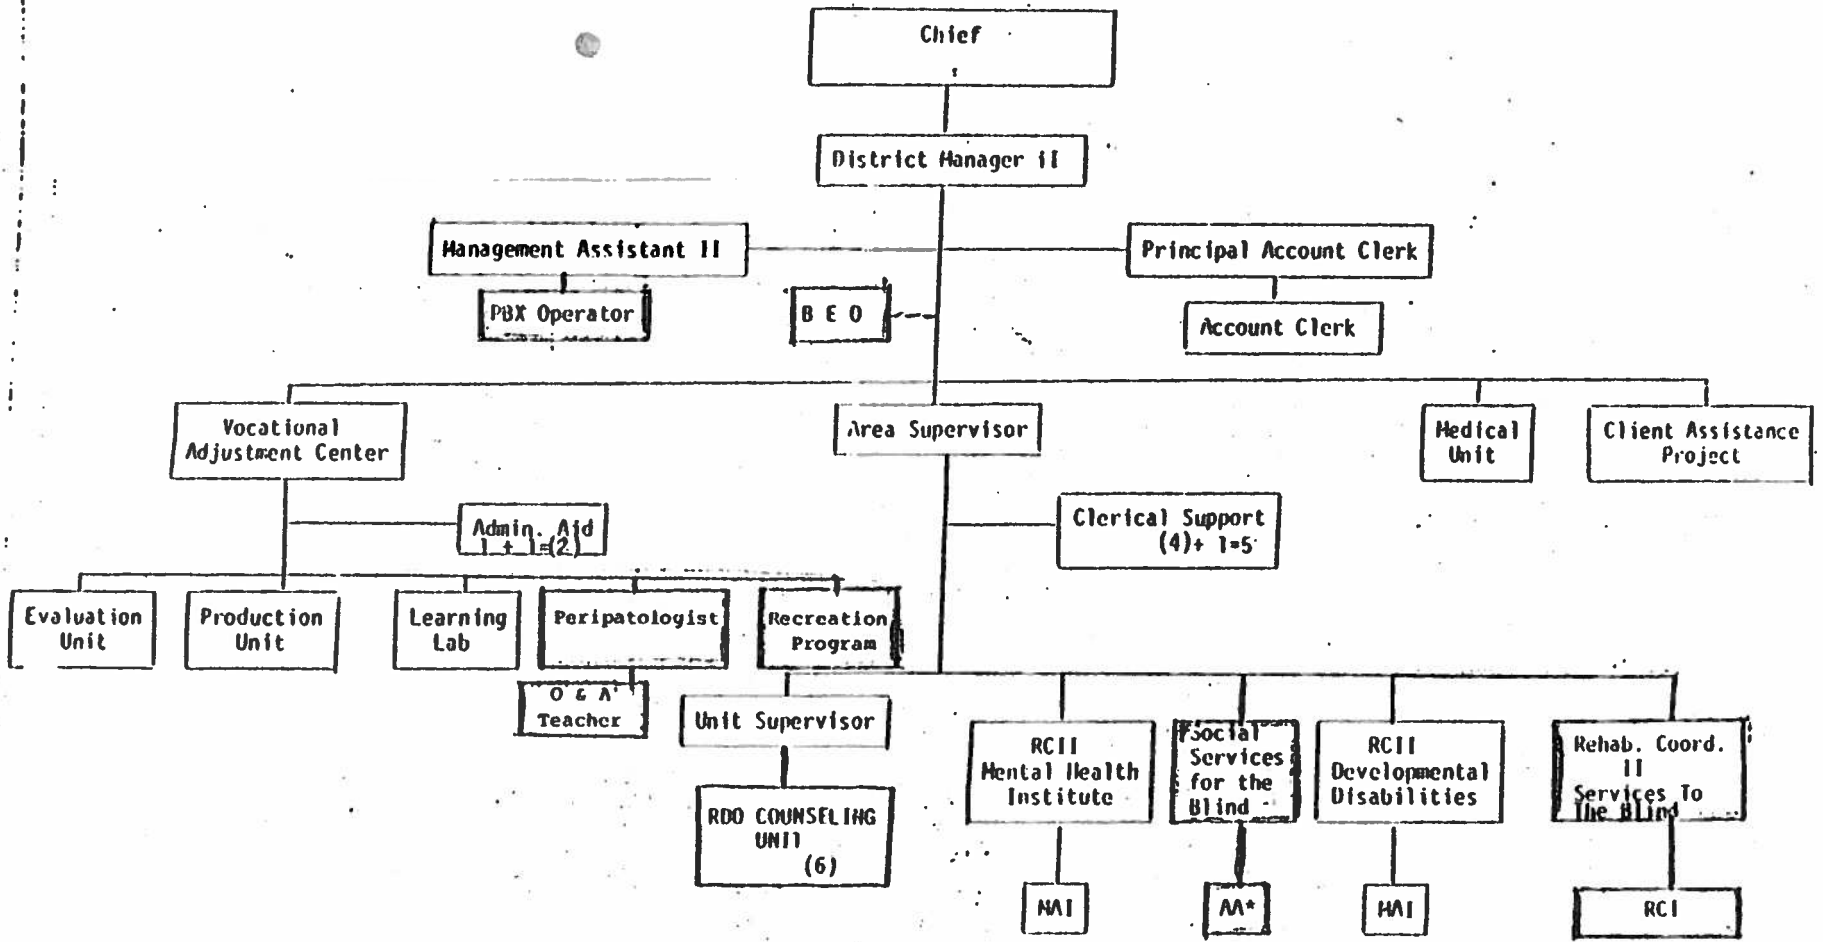 Chief
District Manager II
Management Assistant II
Principal Account Clerk
PBX Operator
B E O
Account Clerk
Vocational
Adjustment Center
Area Supervisor
Medical
Unit
Client Assistance
Project
Admin. Aid
1 + 1=(2)
Clerical Support
(4)+ 1=5
Evaluation
Unit
Production
Unit
Learning
Lab
Peripatologist
Recreation
Program
O & A
Teacher
Unit Supervisor
RCII
Mental Health
Institute
Social
Services
for the
Blind
RCII
Developmental
Disabilities
Rehab. Coord.
II
Services To
The Blind
RDO COUNSELING
UNIT
(6)
MAI
AA*
MAI
RCI